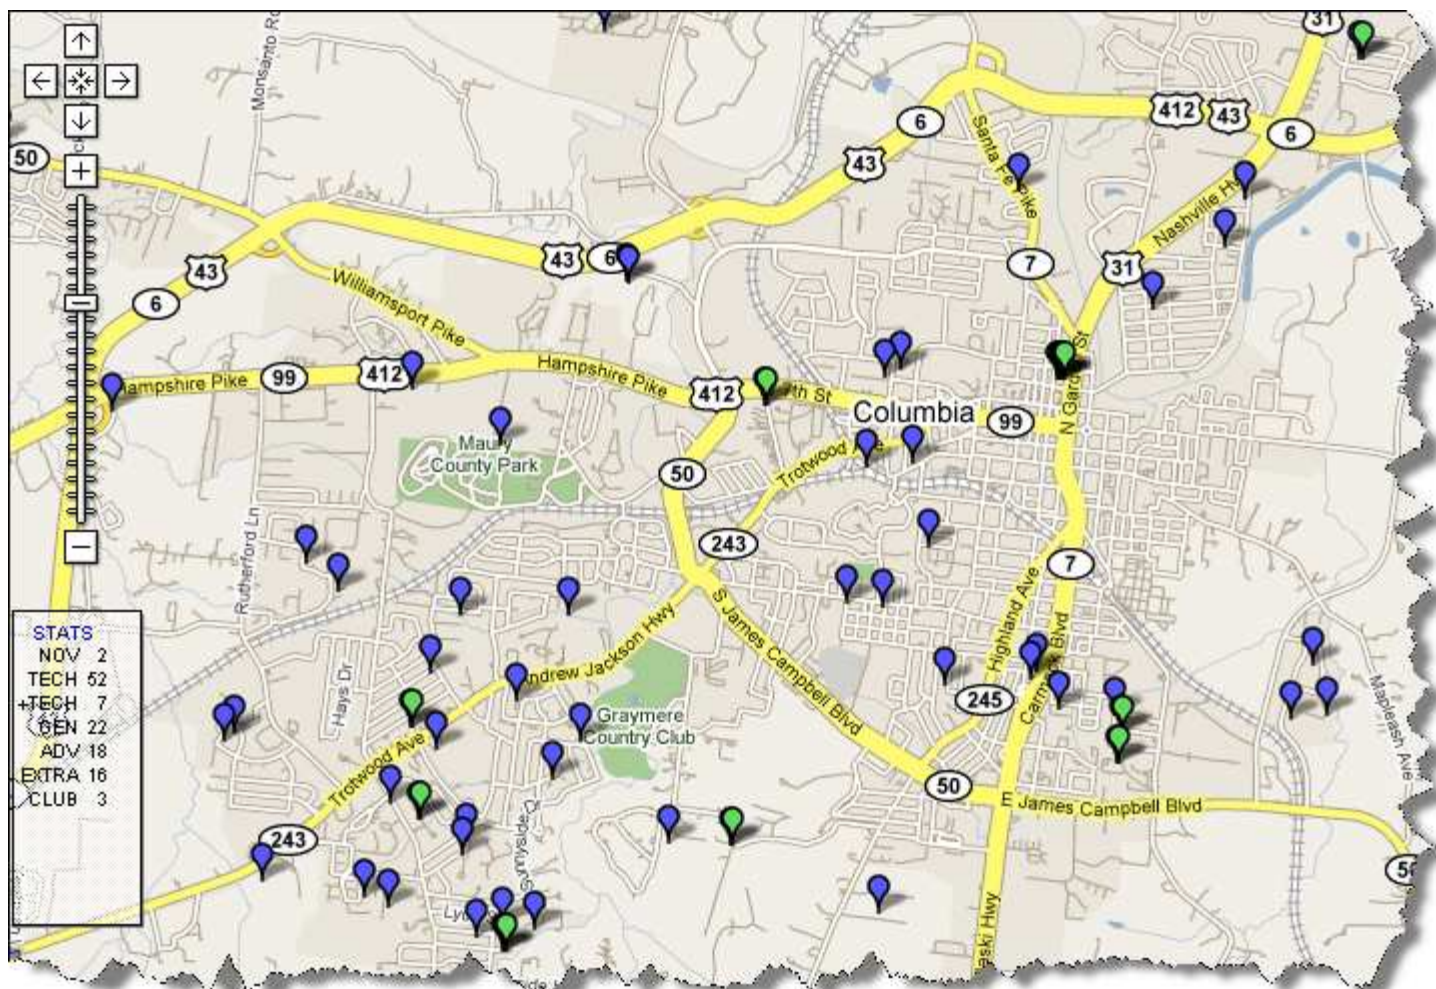 31
Monsanto Rd
412
43
6
6
50
43
Santa Fe Pike
Nashville Hwy
43
43
6
7
31
6
Williamsport Pike
Hampshire Pike
99
412
Hampshire Pike
412
7th St
N Garden St
Columbia
99
Maury
County Park
50
Trotwood Ave
243
7
Rutherford Ln
Highland Ave
S James Campbell Blvd
STATS
NOV 2
TECH 52
+TECH 7
GEN 22
ADV 18
EXTRA 16
CLUB 3
Andrew Jackson Hwy
Hays Dr
245
Mapleash Ave
Graymere
Country Club
Trotwood Ave
50
E James Campbell Blvd
Sunnyside
243